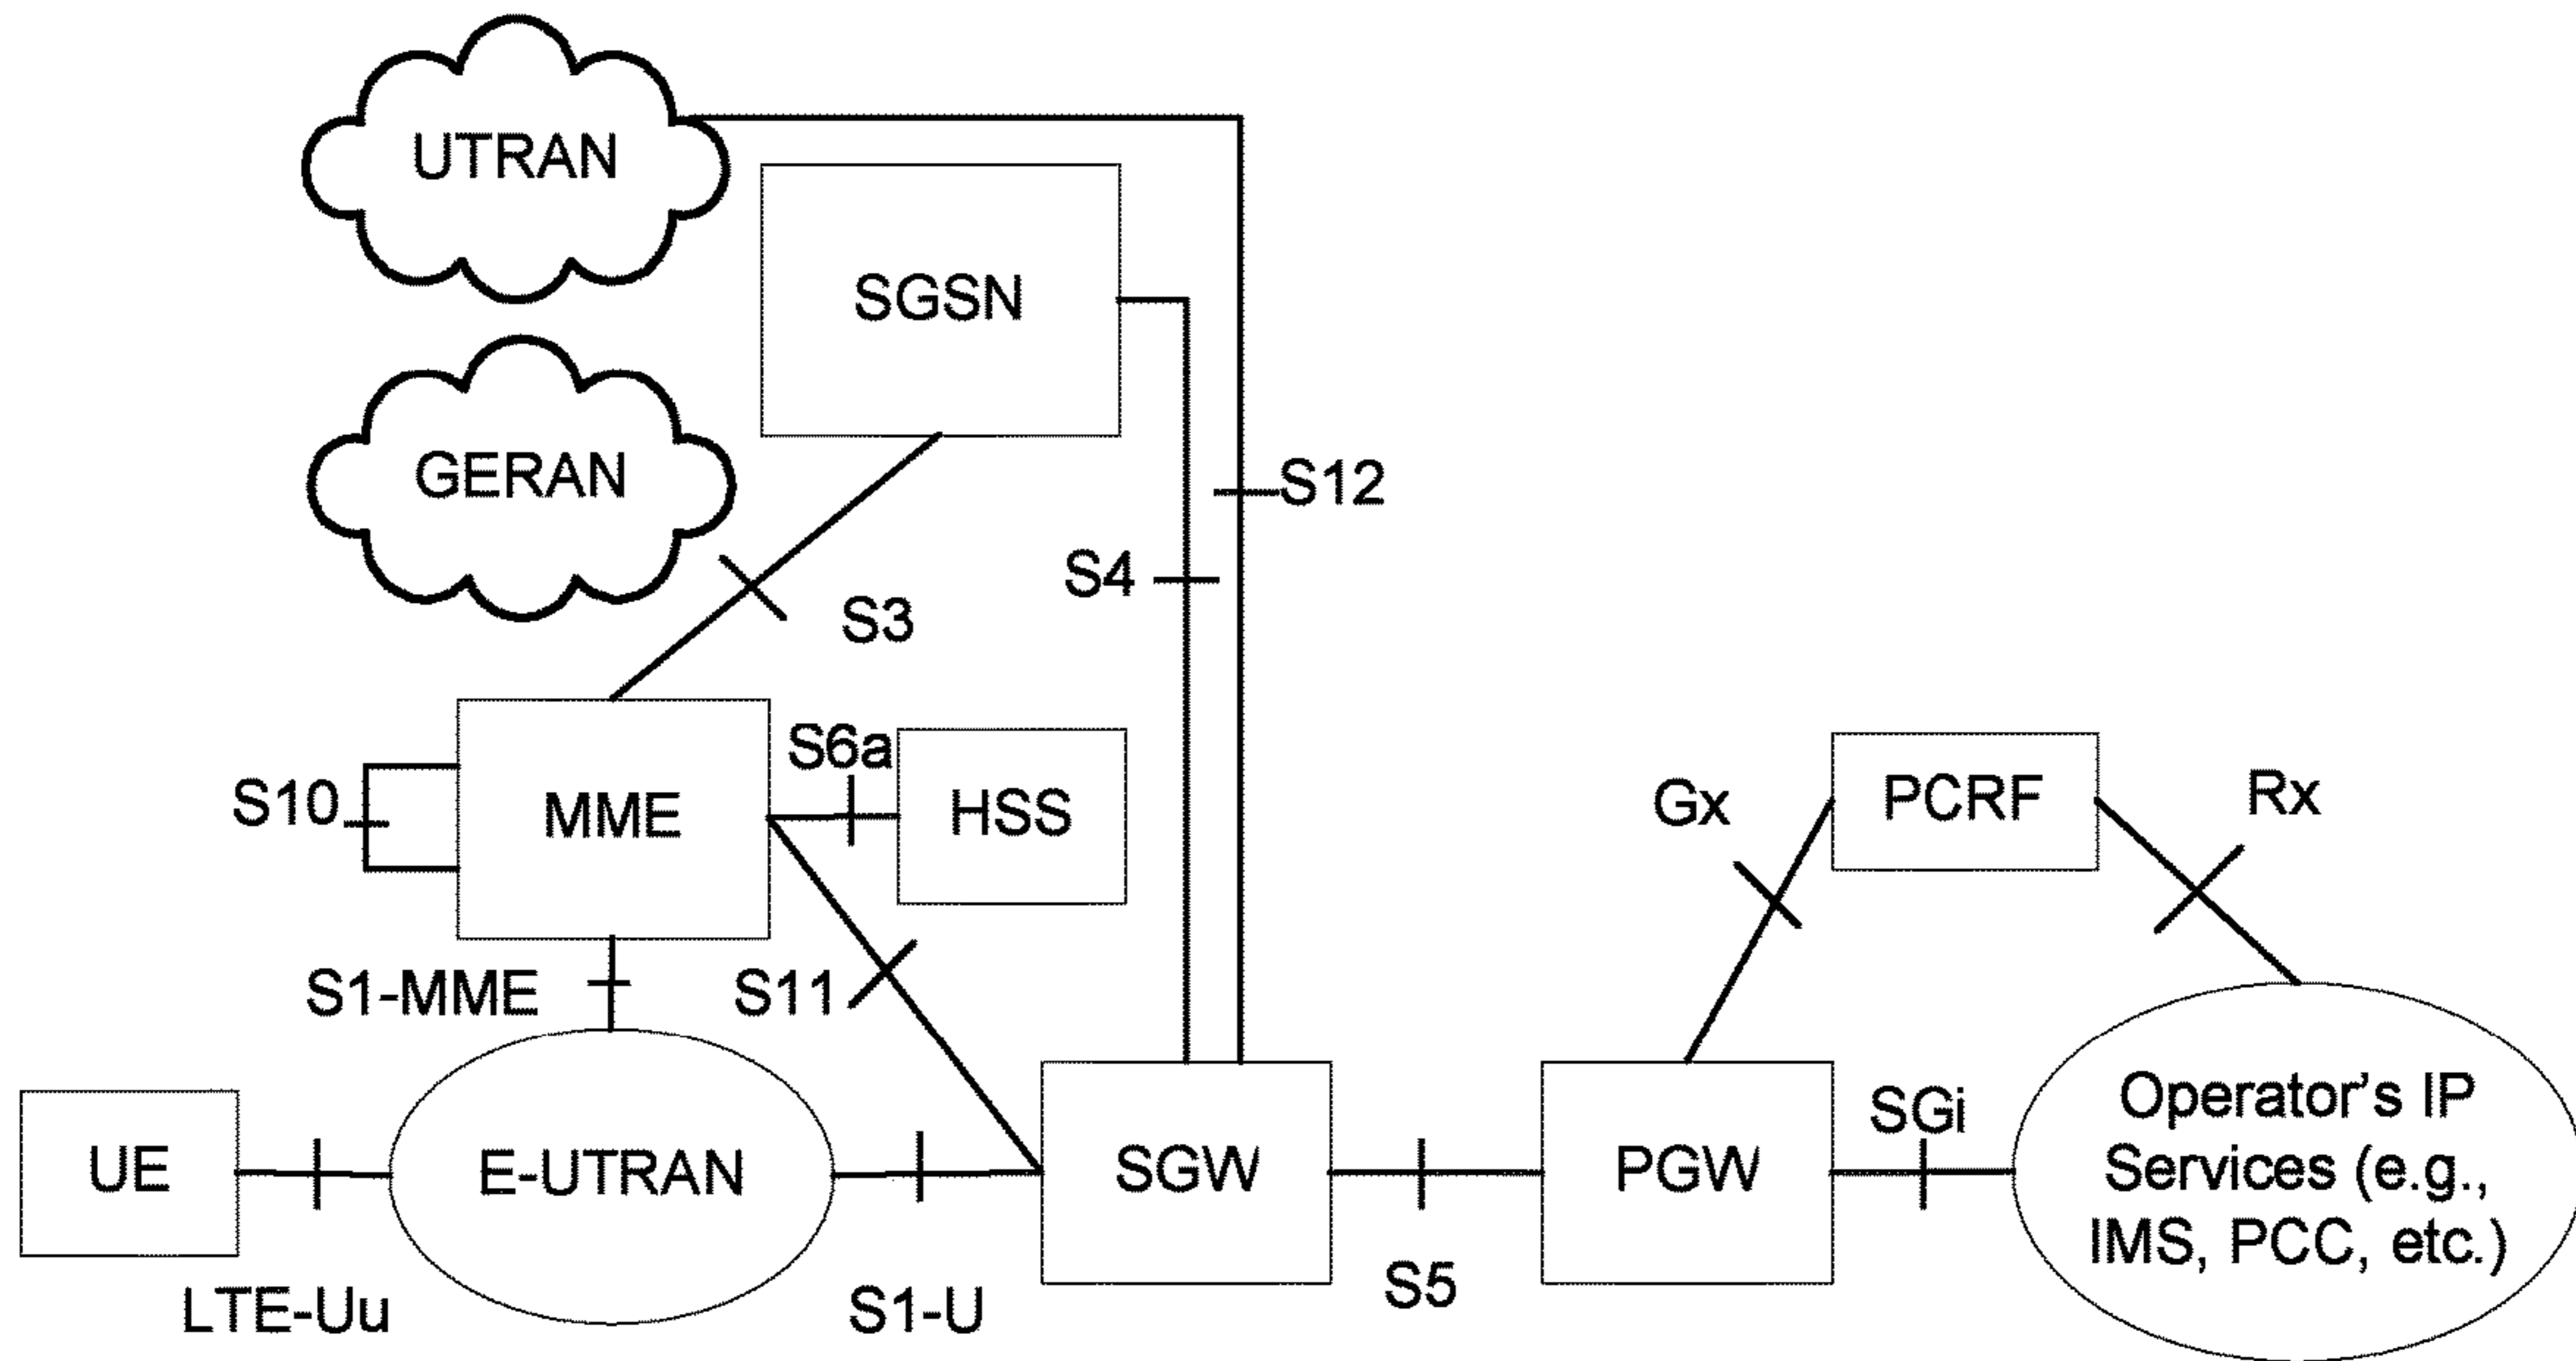 UTRAN
SGSN
GERAN
S12
S4
S3
S6a
S10
MME
HSS
Gx
PCRF
Rx
S1-MME
S11
UE
E-UTRAN
SGW
PGW
SGi
Operator's IP
Services (e.g.,
IMS, PCC, etc.)
LTE-Uu
S1-U
S5